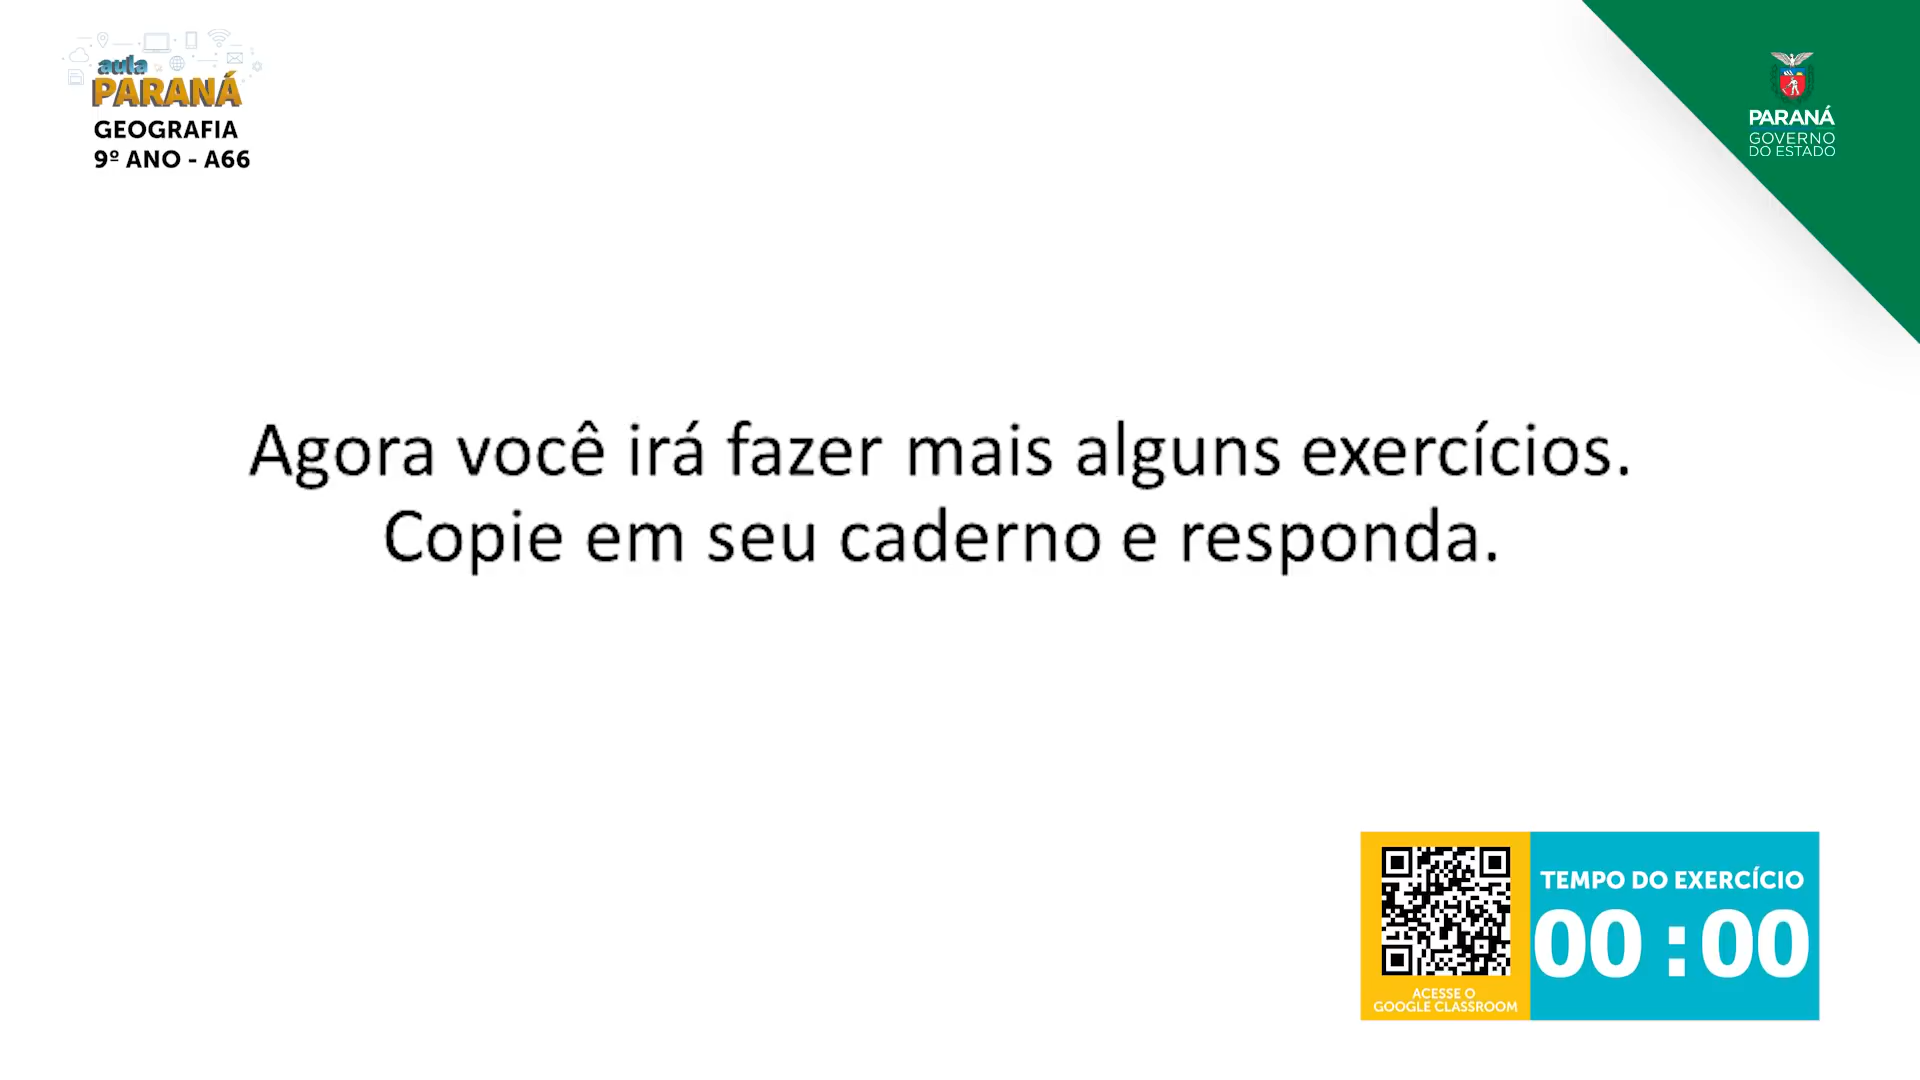 aula
PARANÁ
GEOGRAFIA
9º ANO - A66
PARANÁ
GOVERNO
DO ESTADO
Agora você irá fazer mais alguns exercícios.
Copie em seu caderno e responda.
ACESSE O
GOOGLE CLASSROOM
TEMPO DO EXERCÍCIO
00:00